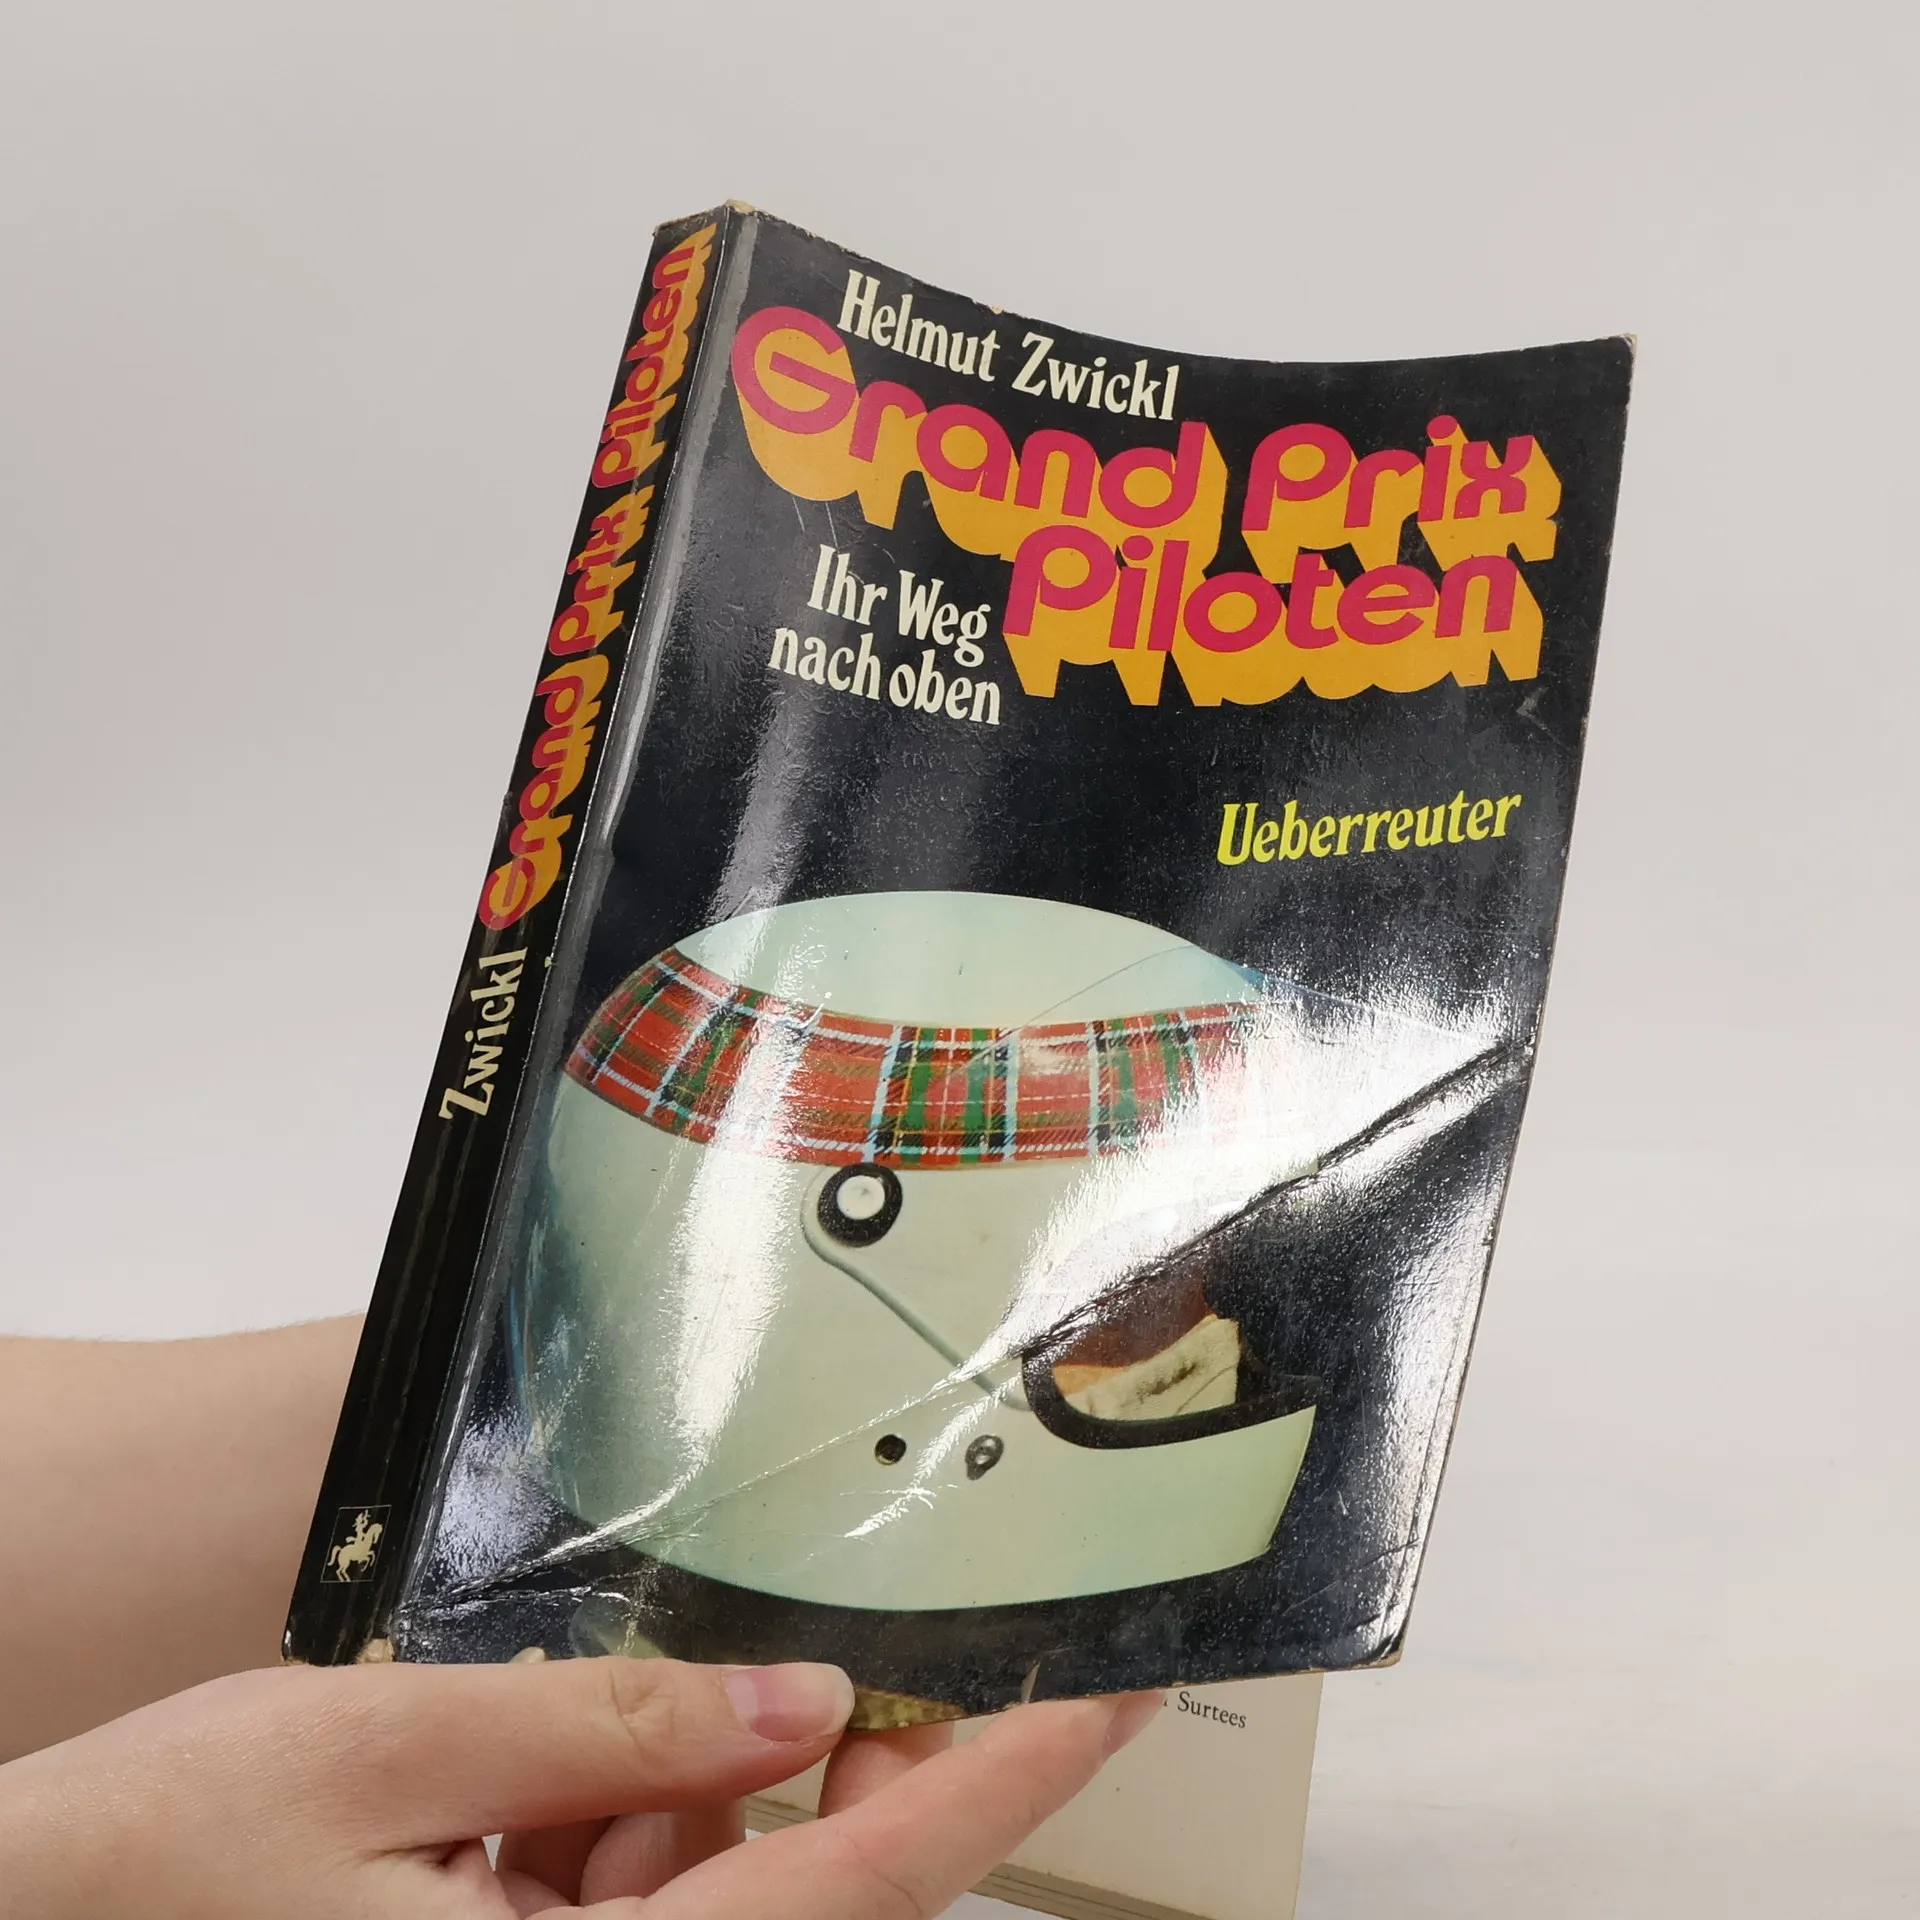 Helmut Zwickl
Grand Prix
Piloten
Ihr Weg
nach oben
Ueberreuter
Zwickl Grand Prix Piloten
Surtees